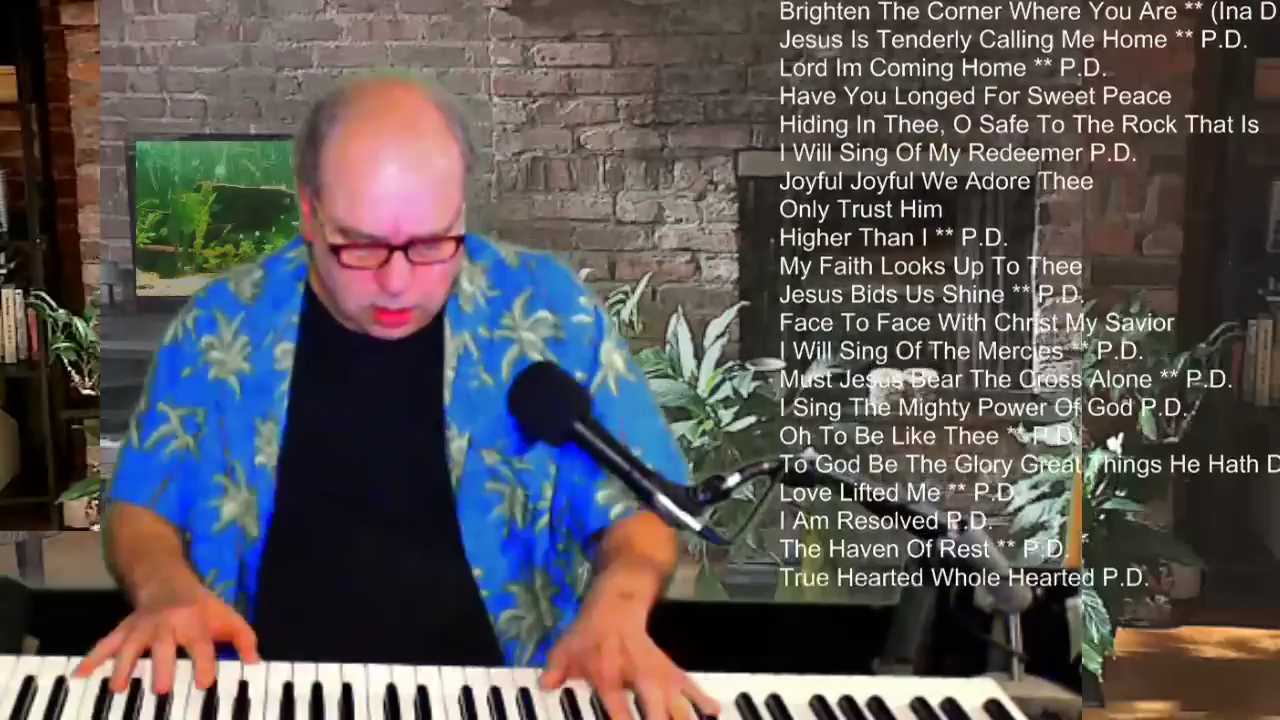 Brighten The Corner Where You Are ** (Ina D
Jesus Is Tenderly Calling Me Home ** P.D.
Lord Im Coming Home ** P.D.
Have You Longed For Sweet Peace
Hiding In Thee, O Safe To The Rock That Is
I Will Sing Of My Redeemer P.D.
Joyful Joyful We Adore Thee
Only Trust Him
Higher Than I ** P.D.
My Faith Looks Up To Thee
Jesus Bids Us Shine ** P.D.
Face To Face With Christ My Savior
I Will Sing Of The Mercies ** P.D.
Must Jesus Bear The Cross Alone ** P.D.
I Sing The Mighty Power Of God P.D.
Oh To Be Like Thee ** P.D.
To God Be The Glory Great Things He Hath D
Love Lifted Me ** P.D.
I Am Resolved P.D.
The Haven Of Rest ** P.D.
True Hearted Whole Hearted P.D.